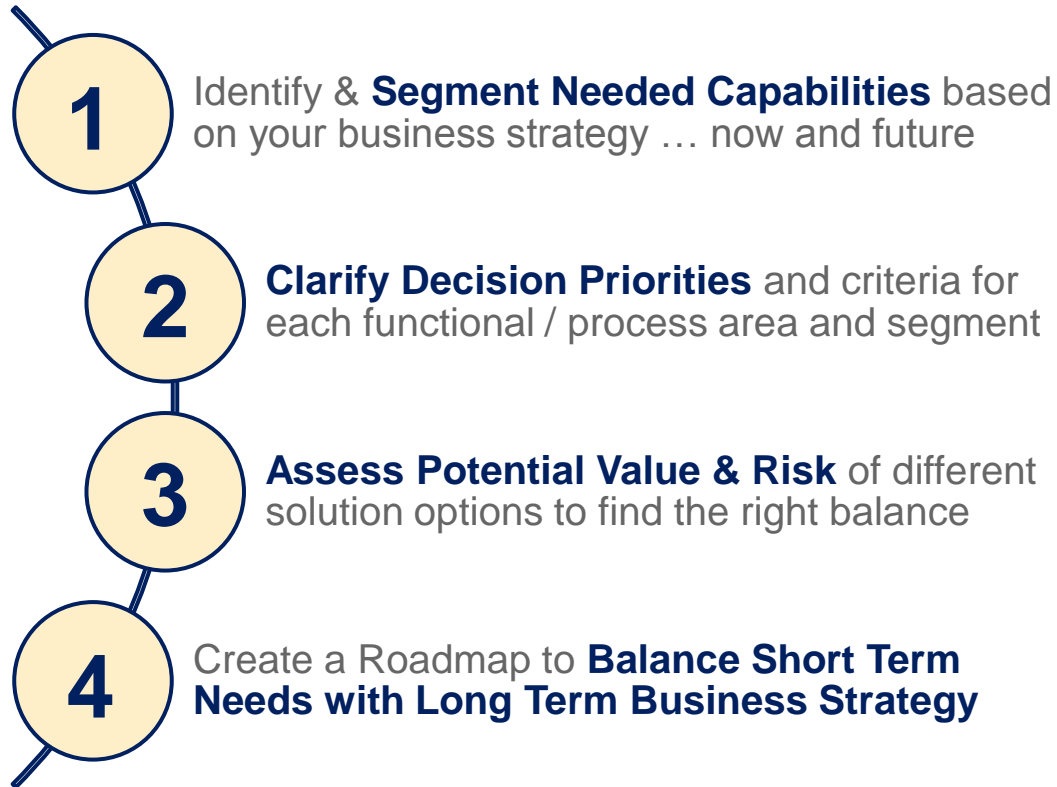 1
Identify & Segment Needed Capabilities based
on your business strategy … now and future
2
Clarify Decision Priorities and criteria for
each functional / process area and segment
3
Assess Potential Value & Risk of different
solution options to find the right balance
4
Create a Roadmap to Balance Short Term
Needs with Long Term Business Strategy